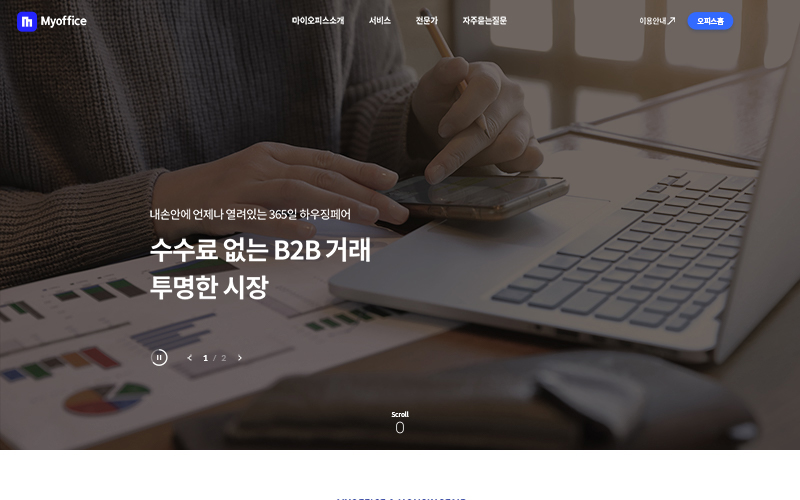 Myoffice
마이오피스소개
서비스
전문가
자주묻는질문
이용안내
오피스홈
내손안에 언제나 열려있는 365일 하우징페어
수수료 없는 B2B 거래
투명한 시장
1 / 2
Scroll